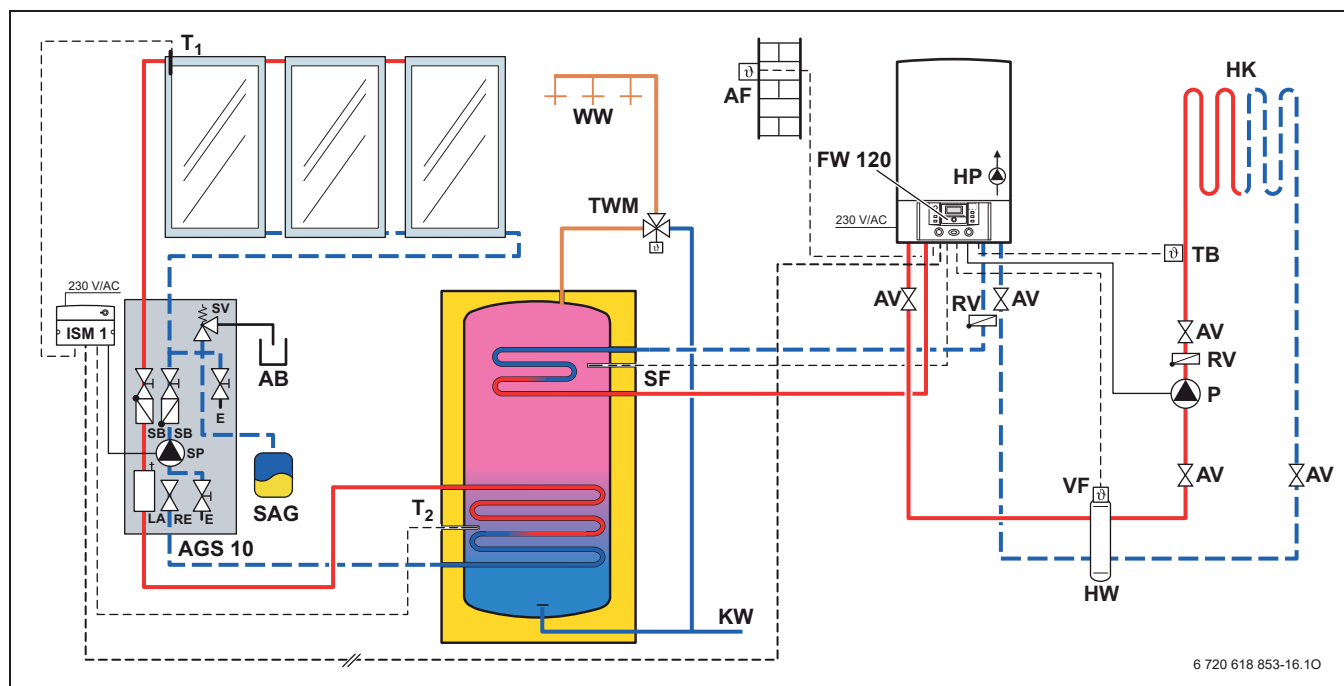 T1
WW
TWM
AF
ϑ
FW 120
HP
230 V/AC
HK
ϑ
TB
ϑ
230 V/AC
ISM 1
SV
AB
E
SB
SB
SP
LA
RE
E
SAG
AGS 10
T2
SF
KW
AV
RV
AV
AV
RV
P
AV
AV
VF
ϑ
HW
6 720 618 853-16.1O